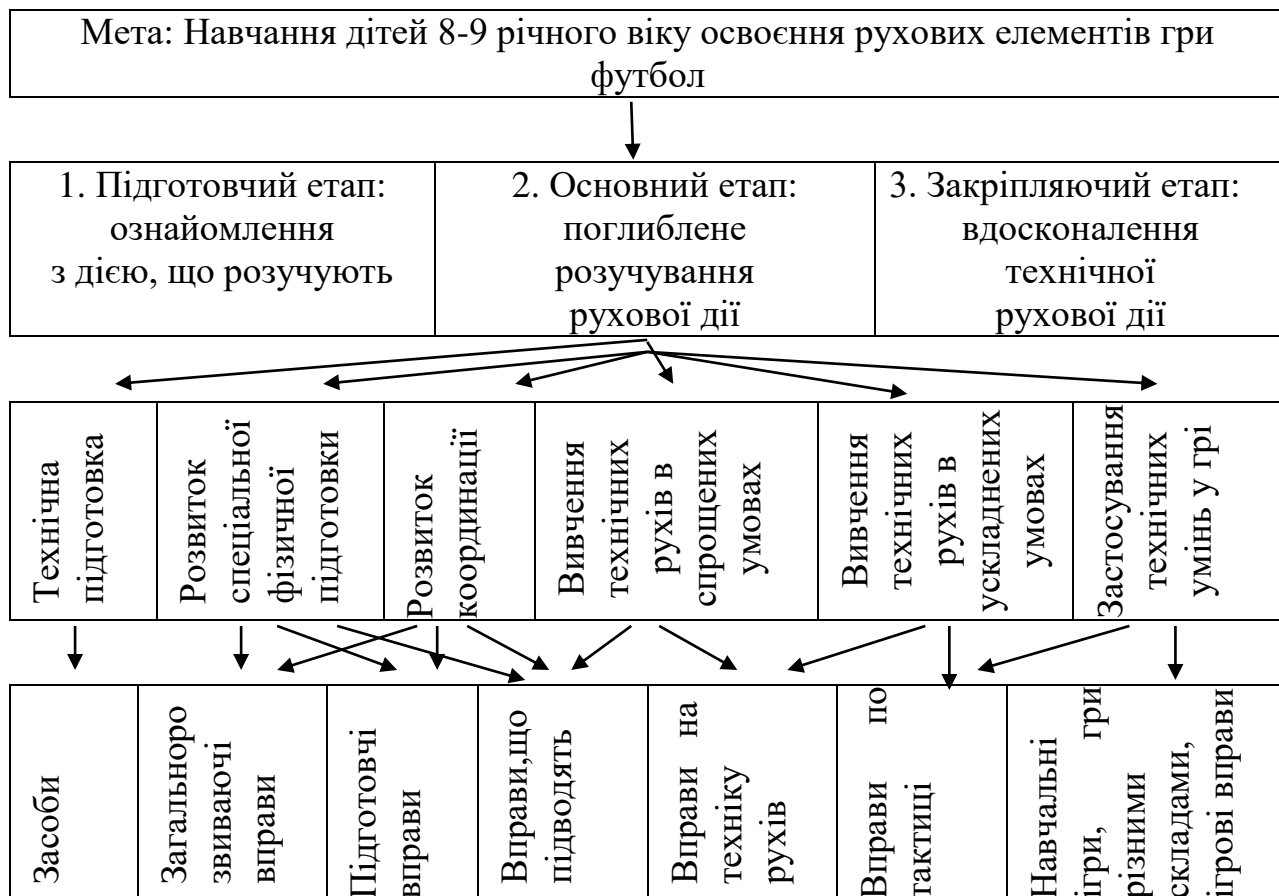 Мета: Навчання дітей 8-9 річного віку освоєння рухових елементів гри
футбол
1. Підготовчий етап:
ознайомлення
з дією, що розучують
2. Основний етап:
поглиблене
розучування
рухової дії
3. Закріпляючий етап:
вдосконалення
технічної
рухової дії
Технічна
підготовка
Розвиток
спеціальної
фізичної
підготовки
Розвиток
координації
Вивчення
технічних
рухів в
спрощених
умовах
Вивчення
технічних
рухів в
ускладнених
умовах
Застосування
технічних
умінь у грі
Засоби
Загальноро
звиваючі
вправи
Підготовчі
вправи
Вправи,що
підводять
Вправи на
техніку
рухів
Вправи по
тактиці
Навчальні
ігри, гри
різними
складами,
ігрові вправи